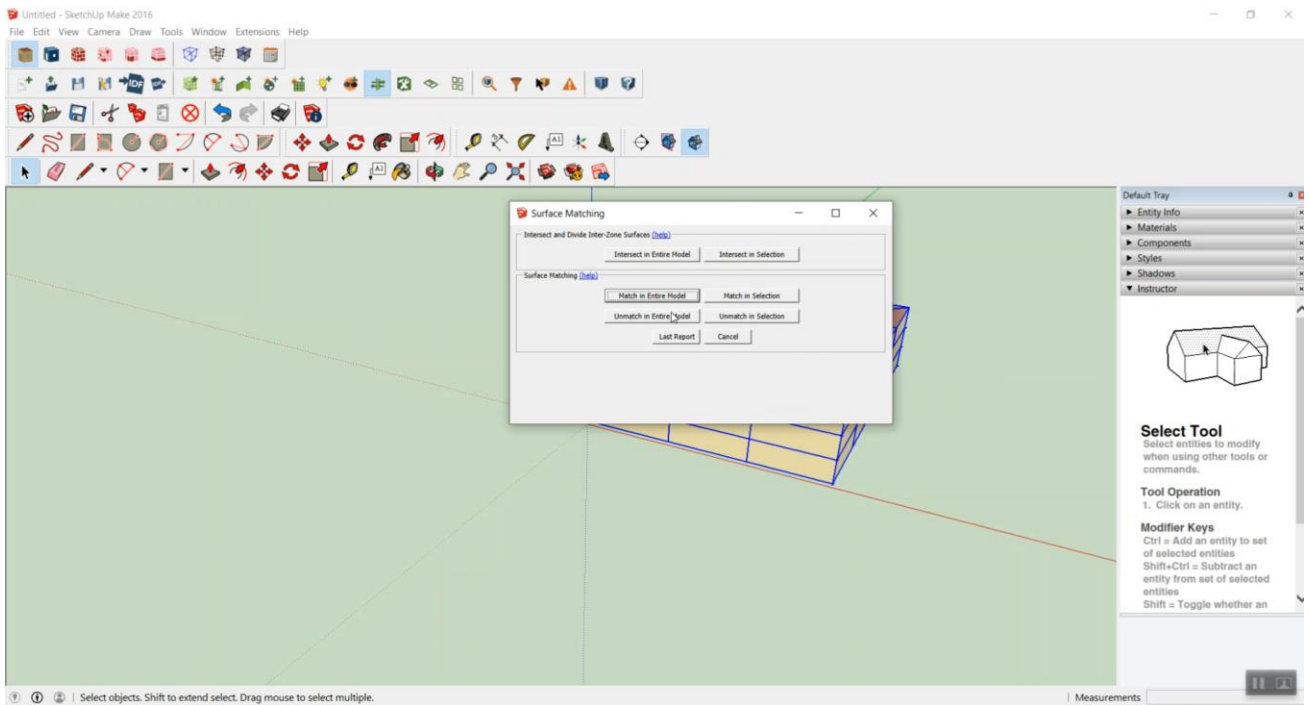 Untitled - SketchUp Make 2016
File Edit View Camera Draw Tools Window Extensions Help
Default Tray
Entity Info
Materials
Components
Styles
Shadows
Instructor
Surface Matching
Intersect and Divide Inter-Zone Surfaces (help)
Intersect in Entire Model Intersect in Selection
Surface Matching (help)
Match in Entire Model Match in Selection
Unmatch in Entire Model Unmatch in Selection
Last Report Cancel
Select Tool
Select entities to modify
when using other tools or
commands.
Tool Operation
1. Click on an entity.
Modifier Keys
Ctrl = Add an entity to set
of selected entities
Shift+Ctrl = Subtract an
entity from set of selected
entities
Shift = Toggle whether an
Select objects. Shift to extend select. Drag mouse to select multiple.
Measurements